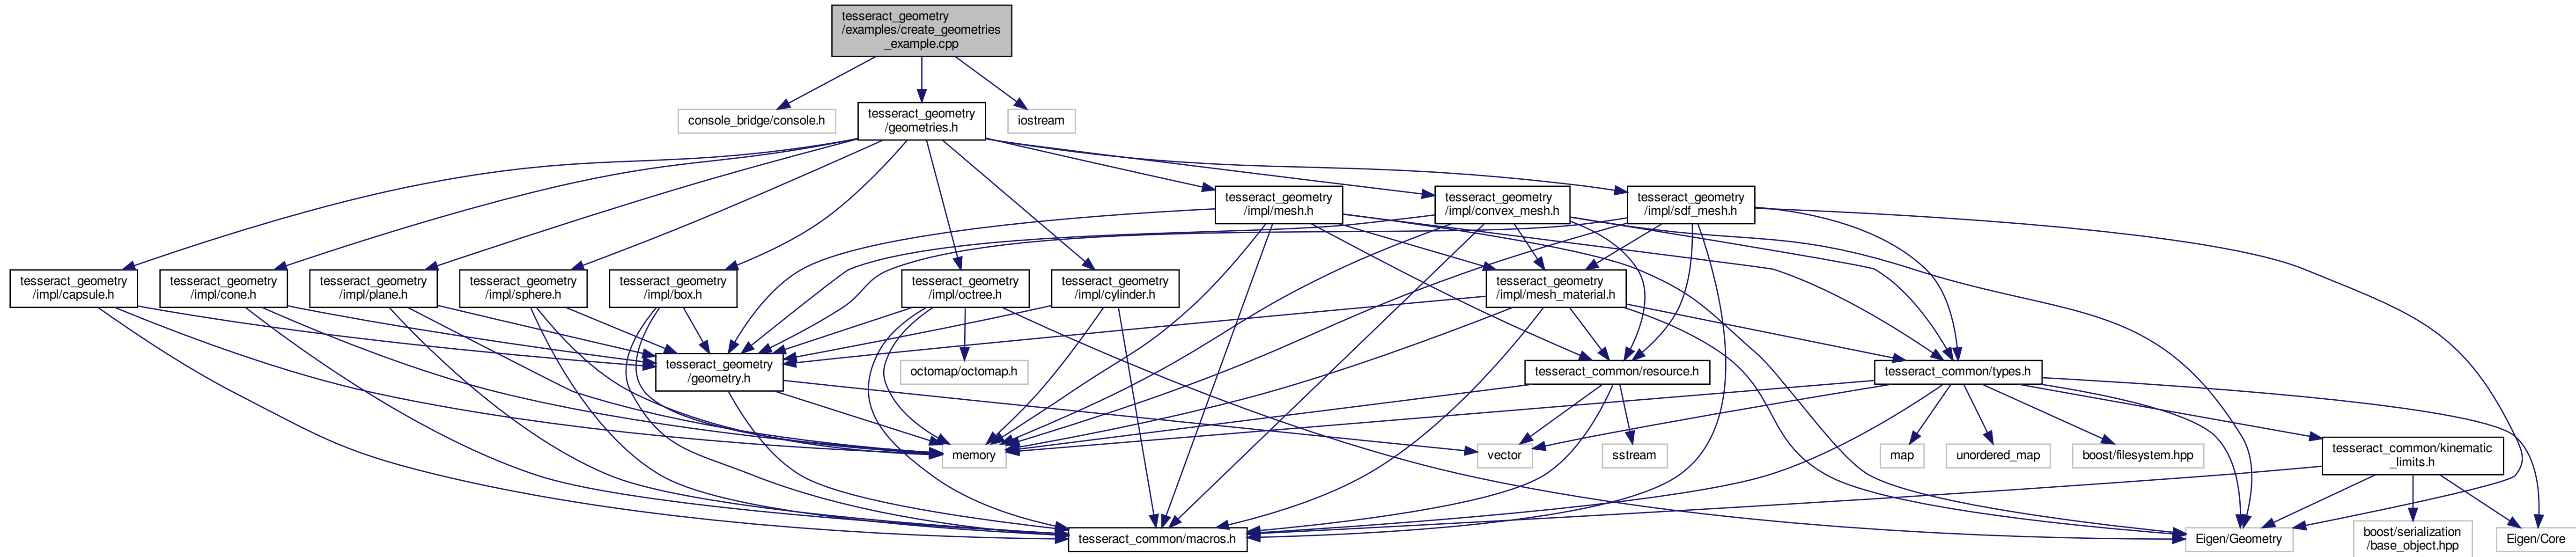 tesseract_geometry
/examples/create_geometries
_example.cpp
console_bridge/console.h
tesseract_geometry
/geometries.h
iostream
tesseract_geometry
/impl/mesh.h
tesseract_geometry
/impl/convex_mesh.h
tesseract_geometry
/impl/sdf_mesh.h
tesseract_geometry
/impl/capsule.h
tesseract_geometry
/impl/cone.h
tesseract_geometry
/impl/plane.h
tesseract_geometry
/impl/sphere.h
tesseract_geometry
/impl/box.h
tesseract_geometry
/impl/octree.h
tesseract_geometry
/impl/cylinder.h
tesseract_geometry
/impl/mesh_material.h
tesseract_geometry
/geometry.h
octomap/octomap.h
tesseract_common/resource.h
tesseract_common/types.h
memory
vector
sstream
map
unordered_map
boost/filesystem.hpp
tesseract_common/kinematic
_limits.h
tesseract_common/macros.h
Eigen/Geometry
boost/serialization
/base_object.hpp
Eigen/Core